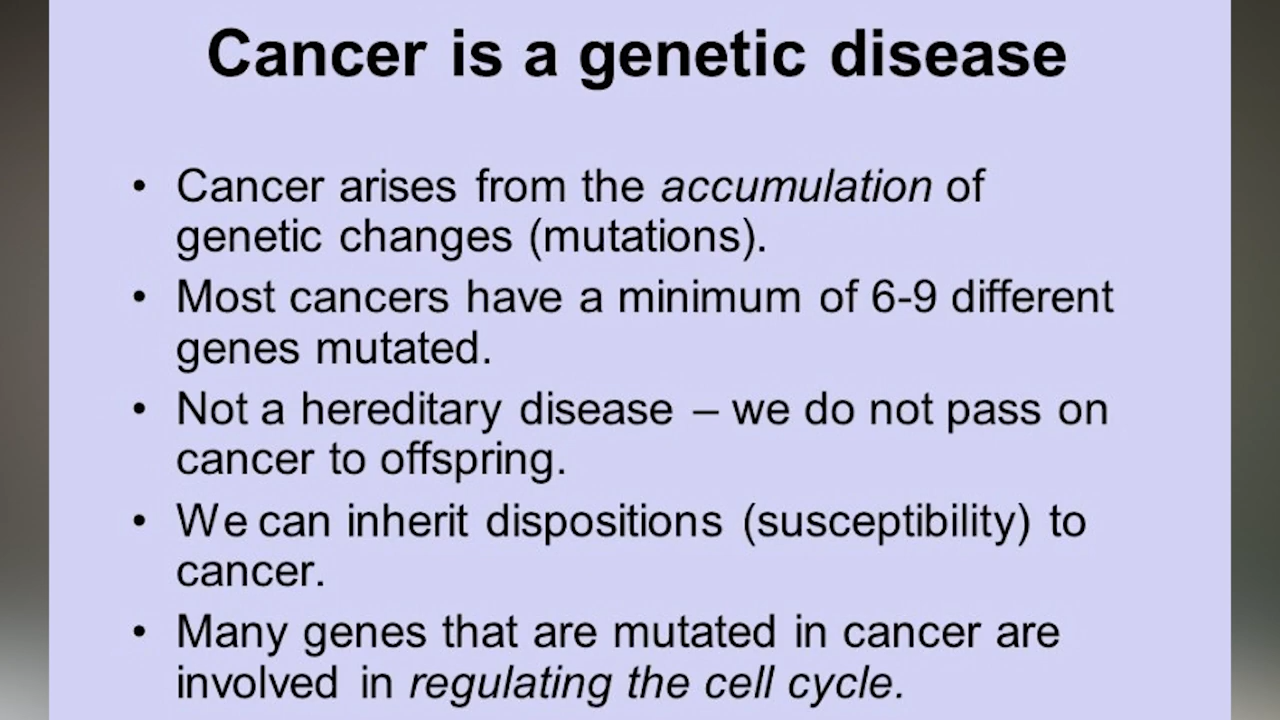 Cancer is a genetic disease
• Cancer arises from the accumulation of
genetic changes (mutations).
• Most cancers have a minimum of 6-9 different
genes mutated.
• Not a hereditary disease – we do not pass on
cancer to offspring.
• We can inherit dispositions (susceptibility) to
cancer.
• Many genes that are mutated in cancer are
involved in regulating the cell cycle.